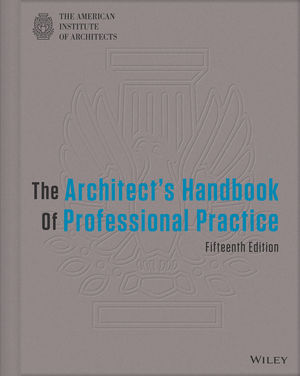 THE AMERICAN
INSTITUTE
OF ARCHITECTS
The Architect's Handbook
Of Professional Practice
Fifteenth Edition
WILEY